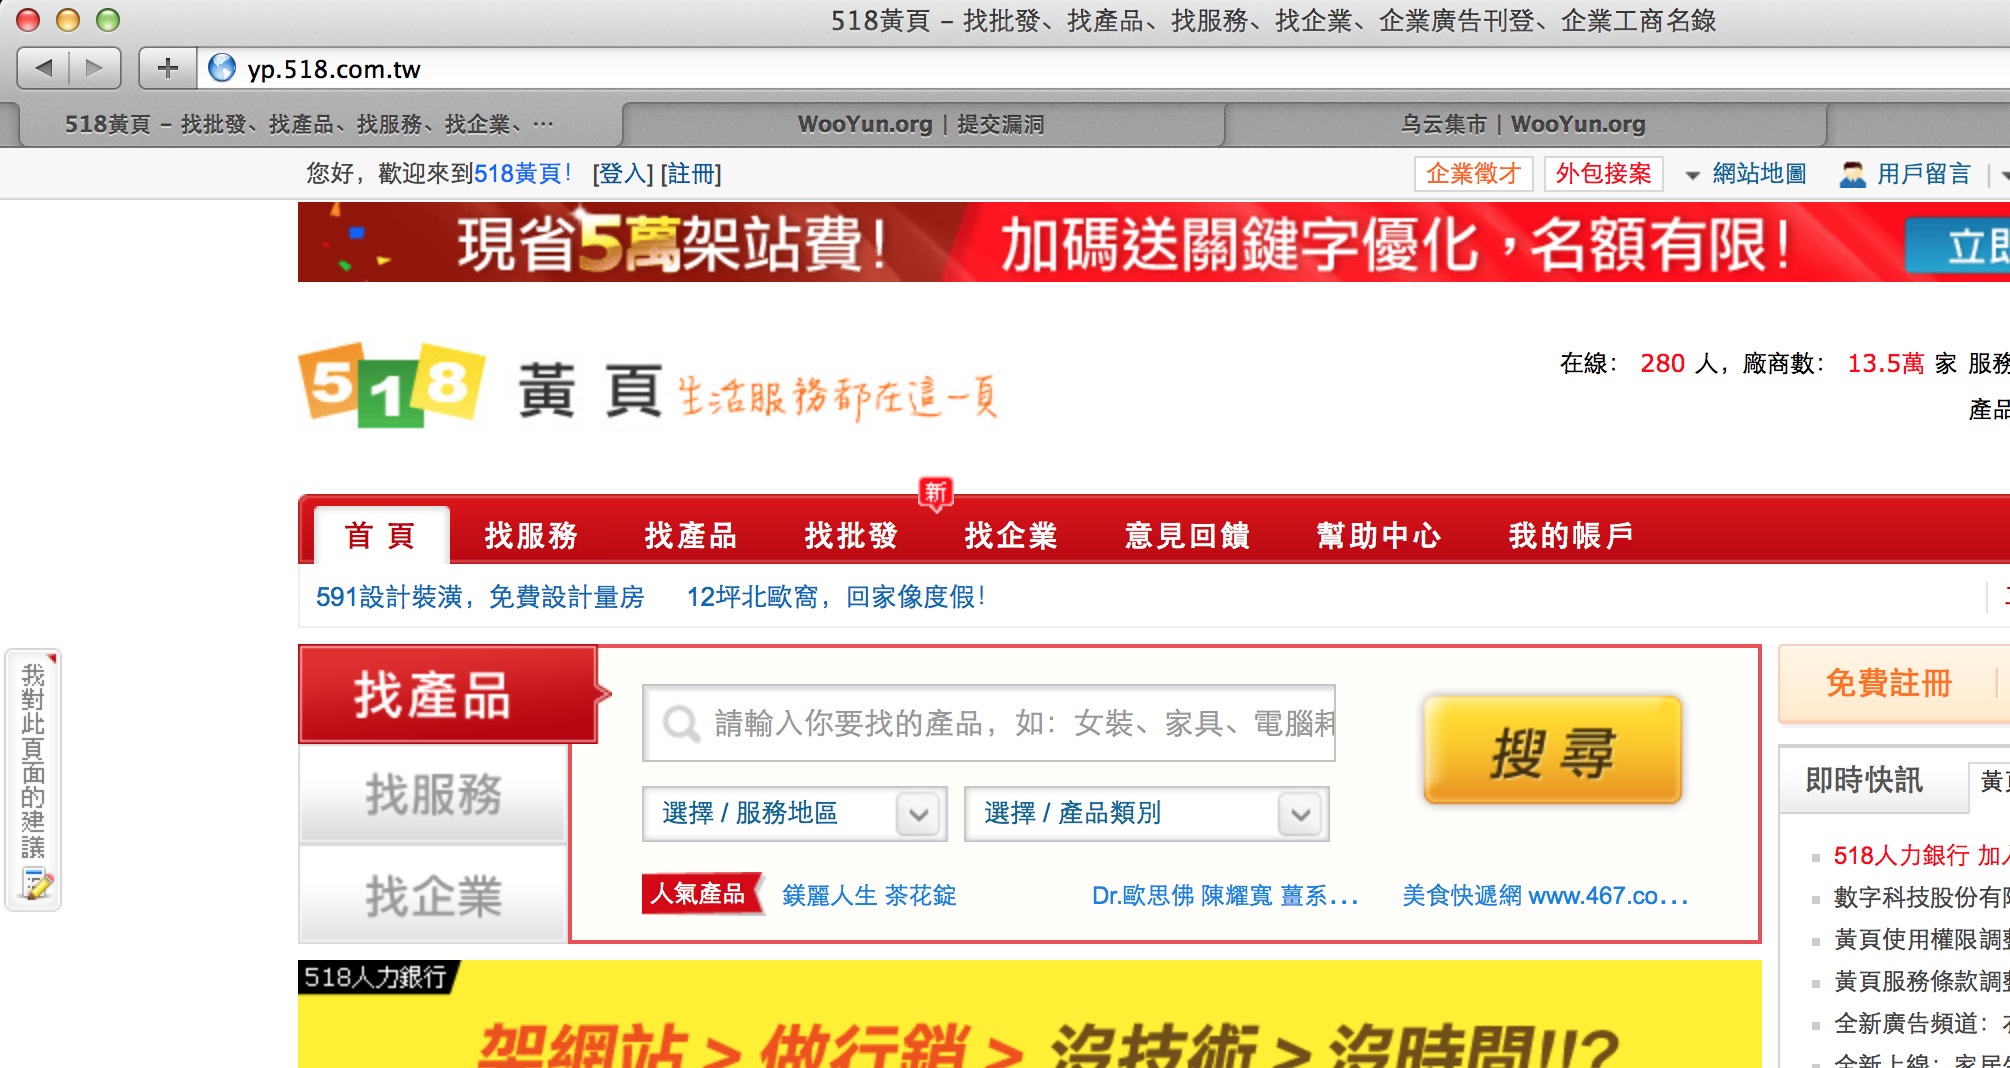 518黃頁 - 找批發、找產品、找服務、找企業、企業廣告刊登、企業工商名錄
yp.518.com.tw
518黃頁 - 找批發、找產品、找服務、找企業、…
WooYun.org | 提交漏洞
乌云集市 | WooYun.org
您好，歡迎來到518黃頁！ [登入] [註冊]
企業徵才 外包接案 網站地圖 用戶留言 |
現省5萬架站費！ 加碼送關鍵字優化，名額有限！
518 黃頁 生活服務都在這一頁
在線： 280 人，廠商數： 13.5萬 家 服務
產品
新
首頁 找服務 找產品 找批發 找企業 意見回饋 幫助中心 我的帳戶
591設計裝潢，免費設計量房 12坪北歐窩，回家像度假！
我對此頁面的建議
找產品
找服務
找企業
請輸入你要找的產品，如：女裝、家具、電腦耗
搜尋
選擇 / 服務地區
選擇 / 產品類別
人氣產品 鎂麗人生 茶花錠 Dr.歐思佛 陳耀寬 薑系... 美食快遞網 www.467.co...
免費註冊
即時快訊
518人力銀行 加入
數字科技股份有限
黃頁使用權限調整
黃頁服務條款調整
全新廣告頻道：
518人力銀行
架網站 > 做行銷 > 沒技術 > 沒時間!!?